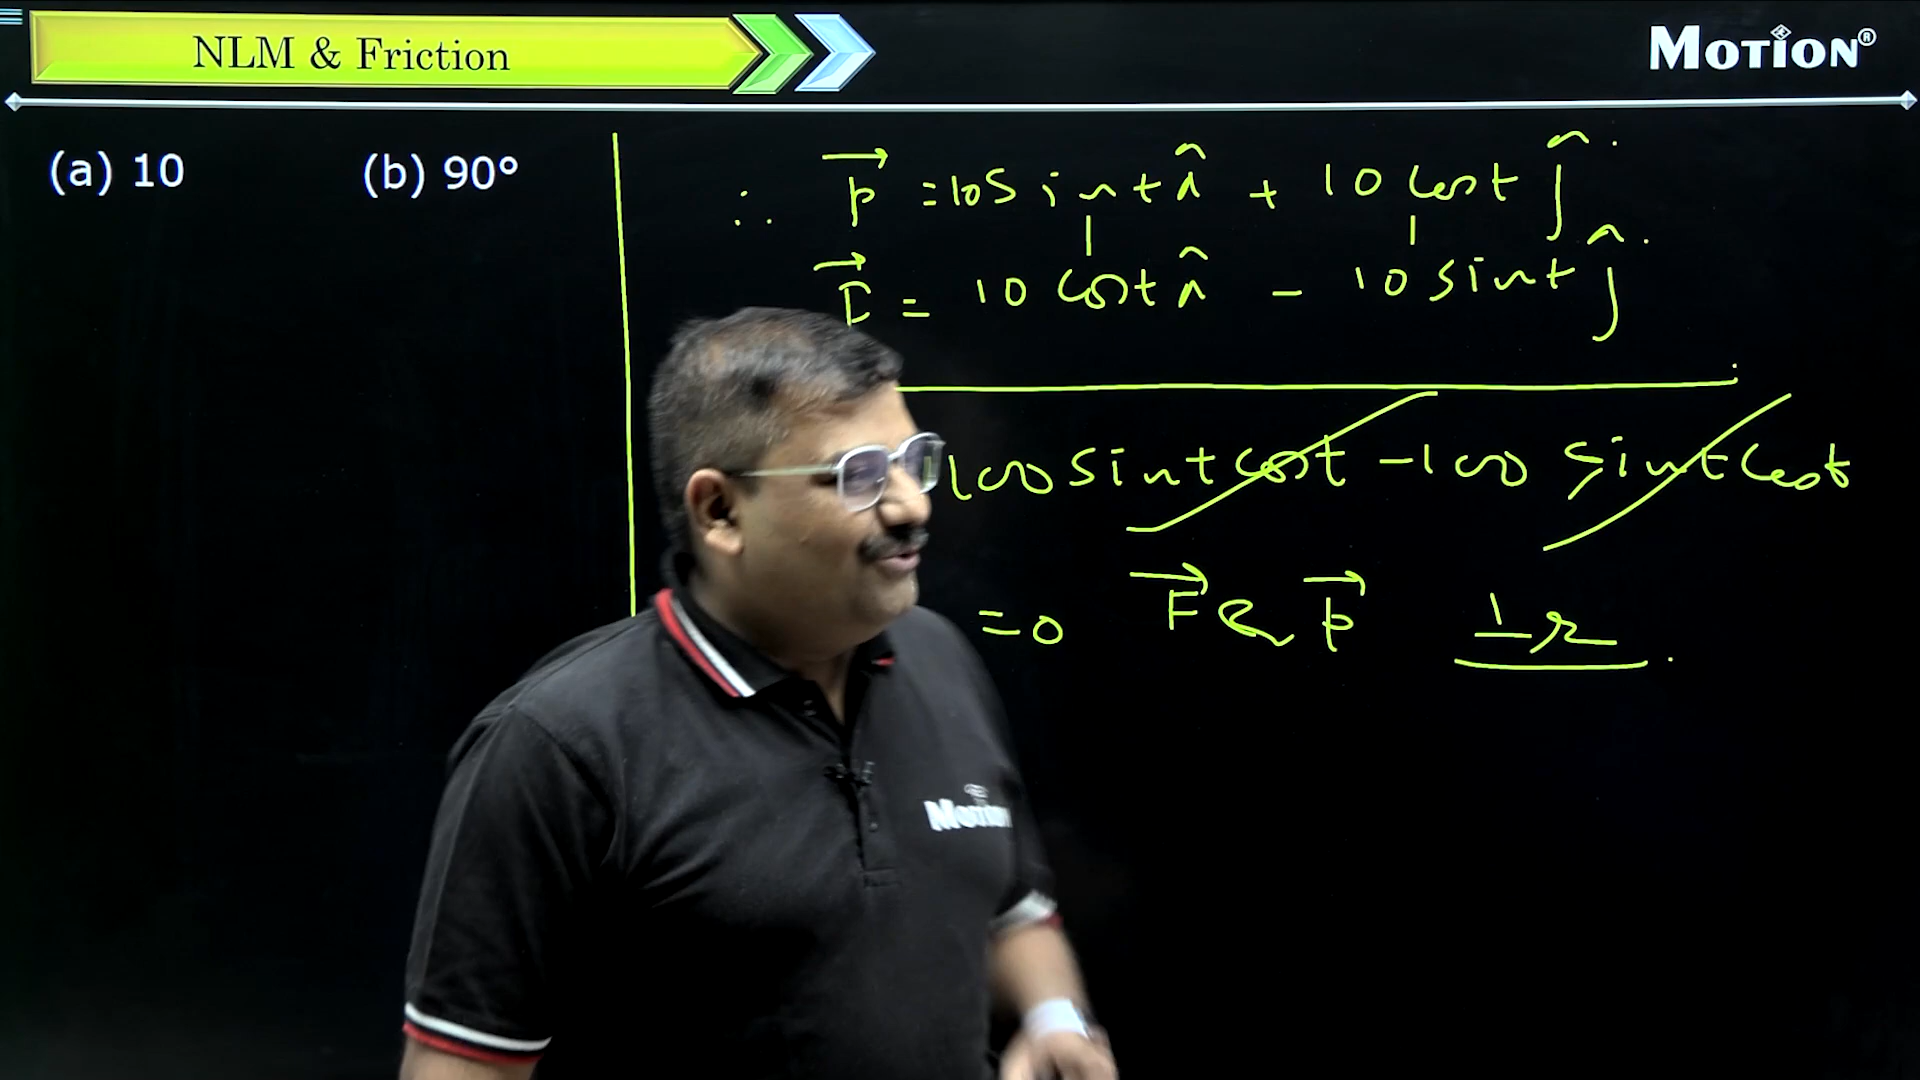 NLM & Friction
MOTION®
(a) 10 (b) 90°
∴ p⃗ = 10 sin t î + 10 cos t ĵ
F⃗ = 10 cos t î - 10 sin t ĵ
100 sin t cos t - 100 sin t cos t
= 0 F⃗ & p⃗ ⊥r
Motion